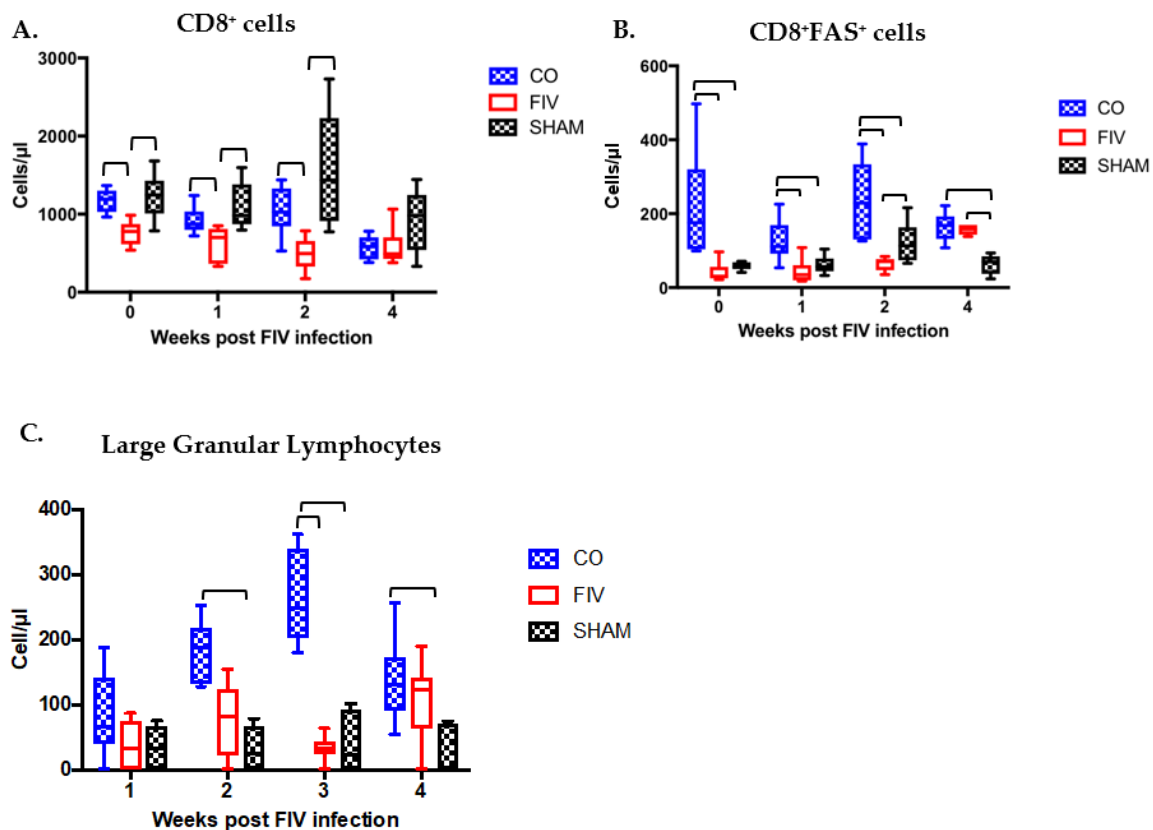 A.
CD8⁺ cells
3000
2000
1000
0
Cells/µl
0 1 2 4
Weeks post FIV infection
CO
FIV
SHAM
B.
CD8⁺FAS⁺ cells
600
400
200
0
Cells/µl
0 1 2 4
Weeks post FIV infection
CO
FIV
SHAM
C.
Large Granular Lymphocytes
400
300
200
100
0
Cell/µl
1 2 3 4
Weeks post FIV infection
CO
FIV
SHAM